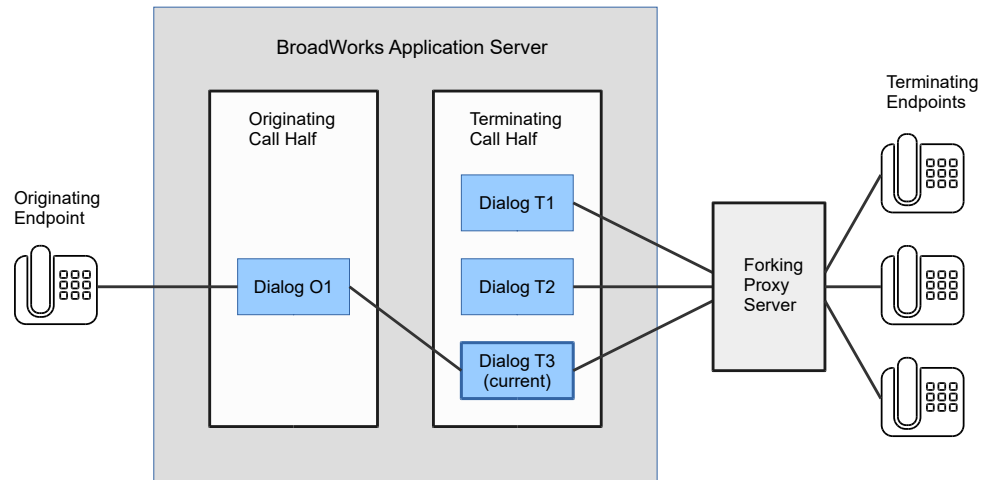 BroadWorks Application Server
Originating
Call Half
Terminating
Call Half
Terminating
Endpoints
Originating
Endpoint
Dialog O1
Dialog T1
Dialog T2
Dialog T3
(current)
Forking
Proxy
Server